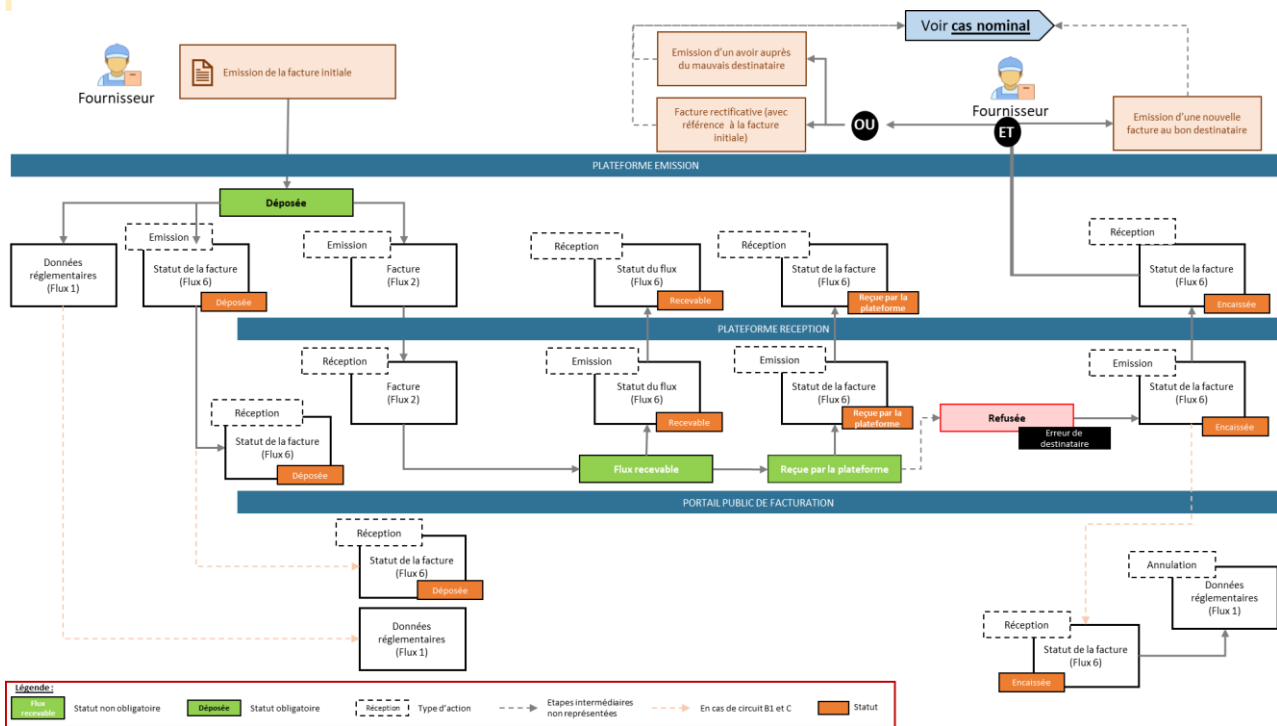 Voir cas nominal
Emission d'un avoir auprès
du mauvais destinataire
Emission de la facture initiale
Fournisseur
Facture rectificative (avec
référence à la facture
initiale)
OU
Fournisseur
ET
Emission d'une nouvelle
facture au bon destinataire
PLATEFORME EMISSION
Déposée
Données
réglementaires
(Flux 1)
Emission
Statut de la facture
(Flux 6)
Déposée
Emission
Facture
(Flux 2)
Réception
Statut du flux
(Flux 6)
Recevable
Réception
Statut de la facture
(Flux 6)
Reçue par la
plateforme
Réception
Statut de la facture
(Flux 6)
Encaissée
PLATEFORME RECEPTION
Réception
Facture
(Flux 2)
Emission
Statut du flux
(Flux 6)
Recevable
Emission
Statut de la facture
(Flux 6)
Reçue par la
plateforme
Refusée
Erreur de
destinataire
Emission
Statut de la facture
(Flux 6)
Encaissée
Réception
Statut de la facture
(Flux 6)
Déposée
Flux recevable
Reçue par la plateforme
PORTAIL PUBLIC DE FACTURATION
Réception
Statut de la facture
(Flux 6)
Déposée
Données
réglementaires
(Flux 1)
Annulation
Données
réglementaires
(Flux 1)
Réception
Statut de la facture
(Flux 6)
Encaissée
Légende :
Flux
recevable
Statut non obligatoire
Déposée
Statut obligatoire
Réception
Type d'action
Etapes intermédiaires
non représentées
En cas de circuit B1 et C
Statut